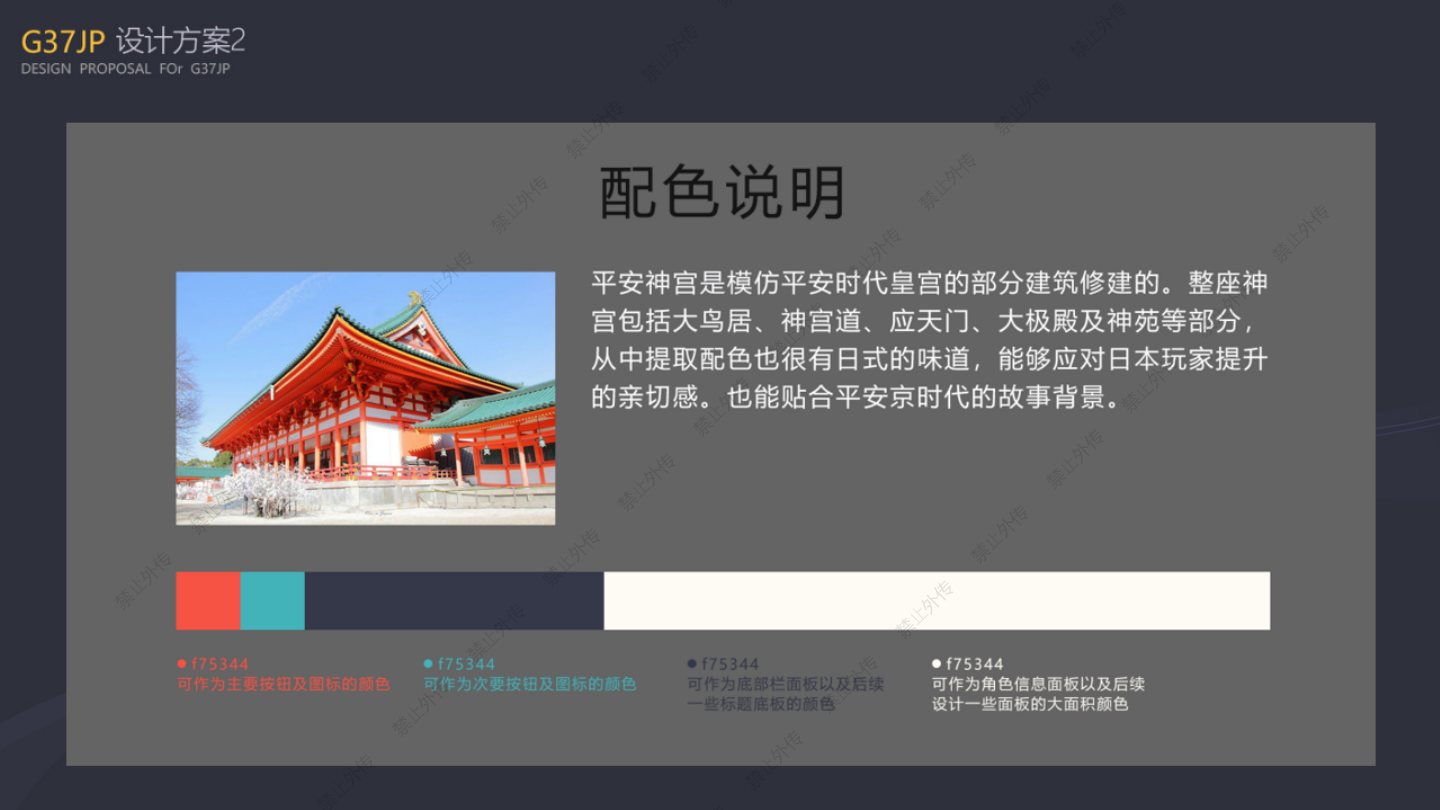 G37JP 设计方案2
DESIGN PROPOSAL FOr G37JP
配色说明
平安神宫是模仿平安时代皇宫的部分建筑修建的。整座神
宫包括大鸟居、神宫道、应天门、大极殿及神苑等部分，
从中提取配色也很有日式的味道，能够应对日本玩家提升
的亲切感。也能贴合平安京时代的故事背景。
f75344
可作为主要按钮及图标的颜色
f75344
可作为次要按钮及图标的颜色
f75344
可作为底部栏面板以及后续
一些标题底板的颜色
f75344
可作为角色信息面板以及后续
设计一些面板的大面积颜色
禁止外传